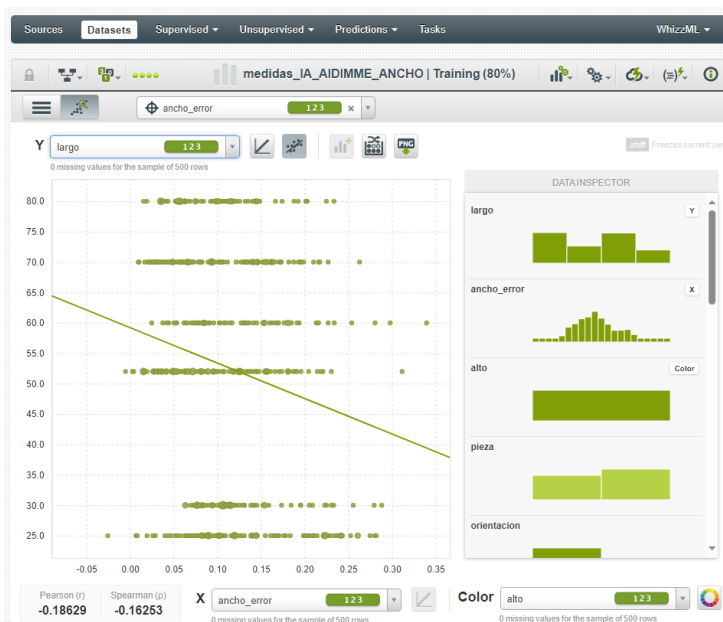 Sources Datasets Supervised Unsupervised Predictions Tasks WhizzML
medidas_IA_AIDIMME_ANCHO | Training (80%)
ancho_error 123 x
Y largo 123 PNG shift Freezes current view
0 missing values for the sample of 500 rows
DATA INSPECTOR
80.0
75.0
70.0
65.0
60.0
55.0
50.0
45.0
40.0
35.0
30.0
25.0
-0.05 0.00 0.05 0.10 0.15 0.20 0.25 0.30 0.35
largo Y
ancho_error X
alto Color
pieza
orientacion
Pearson (r) Spearman (ρ)
-0.18629 -0.16253
X ancho_error 123
0 missing values for the sample of 500 rows
Color alto 123
0 missing values for the sample of 500 rows